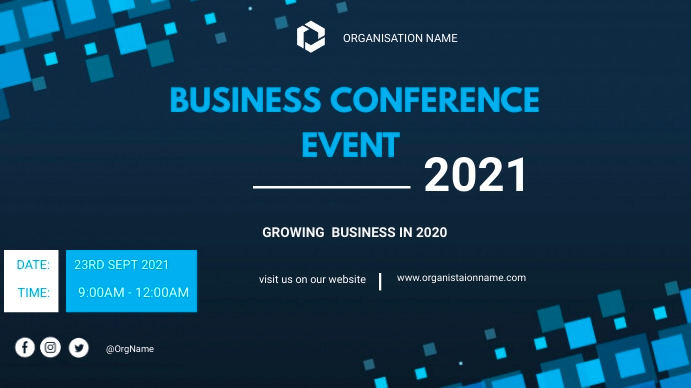 ORGANISATION NAME
BUSINESS CONFERENCE
EVENT
2021
GROWING BUSINESS IN 2020
DATE: 23RD SEPT 2021
TIME: 9:00AM - 12:00AM
visit us on our website | www.organistaionname.com
@OrgName